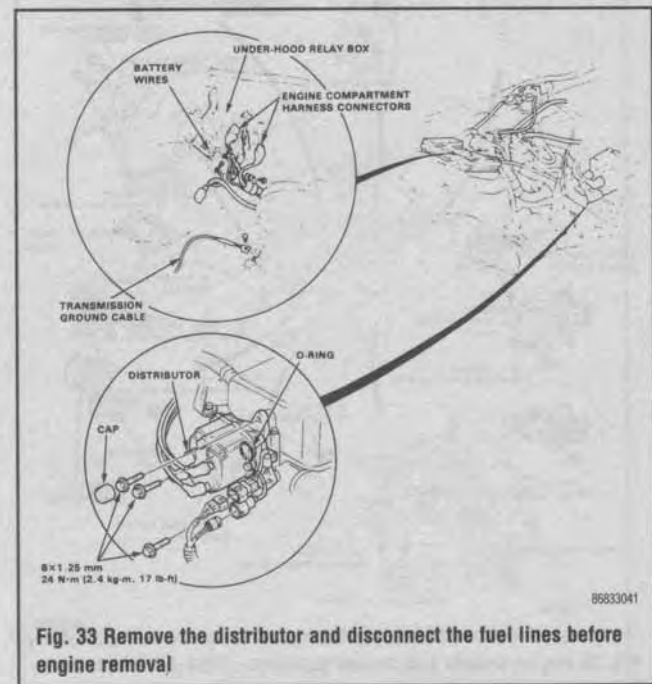 UNDER-HOOD RELAY BOX
BATTERY
WIRES
ENGINE COMPARTMENT
HARNESS CONNECTORS
TRANSMISSION
GROUND CABLE
O-RING
DISTRIBUTOR
CAP
8×1.25 mm
24 N·m (2.4 kg-m, 17 lb-ft)
86833041
Fig. 33 Remove the distributor and disconnect the fuel lines before
engine removal